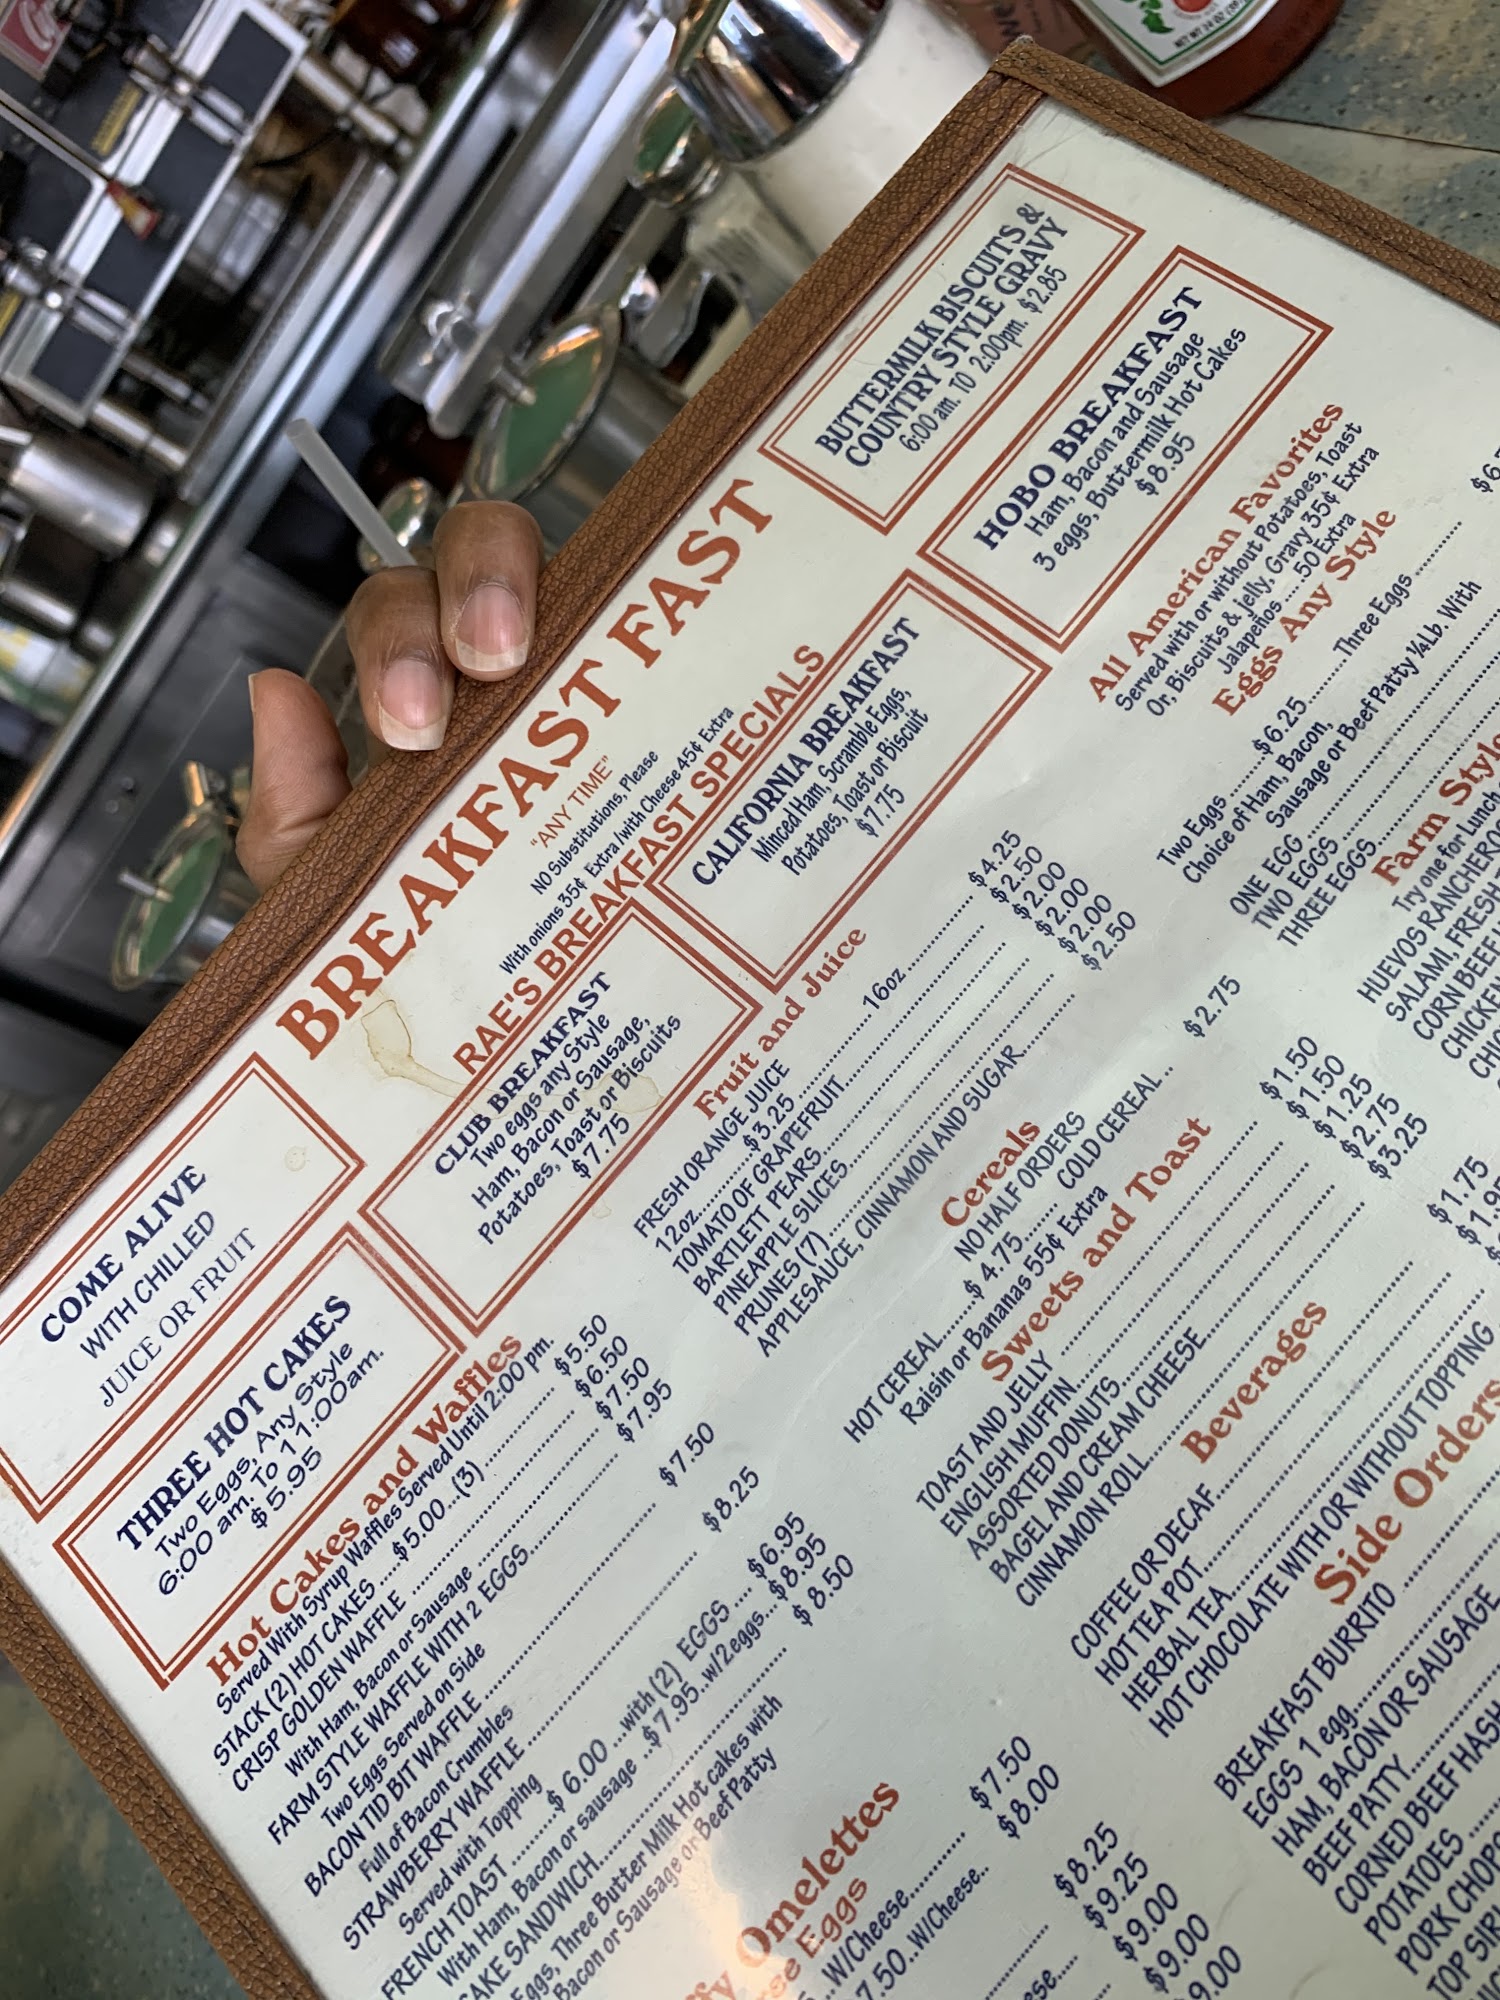 BREAKFAST FAST
"ANY TIME"
NO Substitutions, Please
With onions 35¢ Extra /with Cheese 45¢ Extra
RAE'S BREAKFAST SPECIALS
COME ALIVE
WITH CHILLED
JUICE OR FRUIT
THREE HOT CAKES
Two Eggs, Any Style
6:00 am. To 11:00am.
$5.95
CLUB BREAKFAST
Two eggs any Style
Ham, Bacon or Sausage,
Potatoes, Toast or Biscuits
$7.75
CALIFORNIA BREAKFAST
Minced Ham, Scramble Eggs,
Potatoes, Toast or Biscuit
$7.75
BUTTERMILK BISCUITS &
COUNTRY STYLE GRAVY
6:00 am. TO 2:00pm. $2.85
HOBO BREAKFAST
Ham, Bacon and Sausage
3 eggs, Buttermilk Hot Cakes
$8.95
Hot Cakes and Waffles
Served With Syrup Waffles Served Until 2:00 pm.
STACK (2) HOT CAKES ... $5.00 ..(3) ........ $5.50
CRISP GOLDEN WAFFLE ........ $6.50
With Ham, Bacon or Sausage ........ $7.50
FARM STYLE WAFFLE WITH 2 EGGS........ $7.95
Two Eggs Served on Side
BACON TID BIT WAFFLE ........ $7.50
Full of Bacon Crumbles
STRAWBERRY WAFFLE ........ $8.25
Served with Topping
FRENCH TOAST ........$ 6.00 ...with (2) EGGS .... $6.95
With Ham, Bacon or sausage ..$7.95..w/2eggs...$8.95
CAKE SANDWICH........ $ 8.50
Eggs, Three Butter Milk Hot cakes with
Bacon or Sausage or Beef Patty
Omelettes
Eggs
W/Cheese........ $7.50
7.50..W/Cheese.. $8.00
$8.25
$9.25
$9.00
$9.00
Fruit and Juice
FRESH ORANGE JUICE
12oz........$3.25 ........ 16oz ........ $4.25
TOMATO OF GRAPEFRUIT........ $2.50
BARTLETT PEARS........ $2.00
PINEAPPLE SLICES........ $2.00
PRUNES (7)........ $2.00
APPLESAUCE, CINNAMON AND SUGAR........ $2.50
Cereals
NO HALF ORDERS
HOT CEREAL........$ 4.75........ COLD CEREAL.. $2.75
Raisin or Bananas 55¢ Extra
Sweets and Toast
TOAST AND JELLY ........ $1.50
ENGLISH MUFFIN........ $1.50
ASSORTED DONUTS........ $1.25
BAGEL AND CREAM CHEESE........ $2.75
CINNAMON ROLL........ $3.25
Beverages
COFFEE OR DECAF........ $1.75
HOT TEA POT........
HERBAL TEA........
HOT CHOCOLATE WITH OR WITHOUT TOPPING
Side Orders
BREAKFAST BURRITO ........
EGGS 1 egg........
HAM, BACON OR SAUSAGE
BEEF PATTY........
CORNED BEEF HASH
POTATOES ........
PORK CHOPS
TOP
All American Favorites
Served with or without Potatoes, Toast
Or, Biscuits & jelly, Gravy 35¢ Extra
Jalapeños ....50 Extra
Eggs Any Style
Two Eggs ........ $6.25........Three Eggs ........
Choice of Ham, Bacon,
Sausage or Beef Patty ¼Lb. With
ONE EGG ........
TWO EGGS........
THREE EGGS........
Farm Style
Try one for Lunch
HUEVOS RANCHEROS
SALAMI, FRESH
CORN BEEF
NET WT 24 OZ